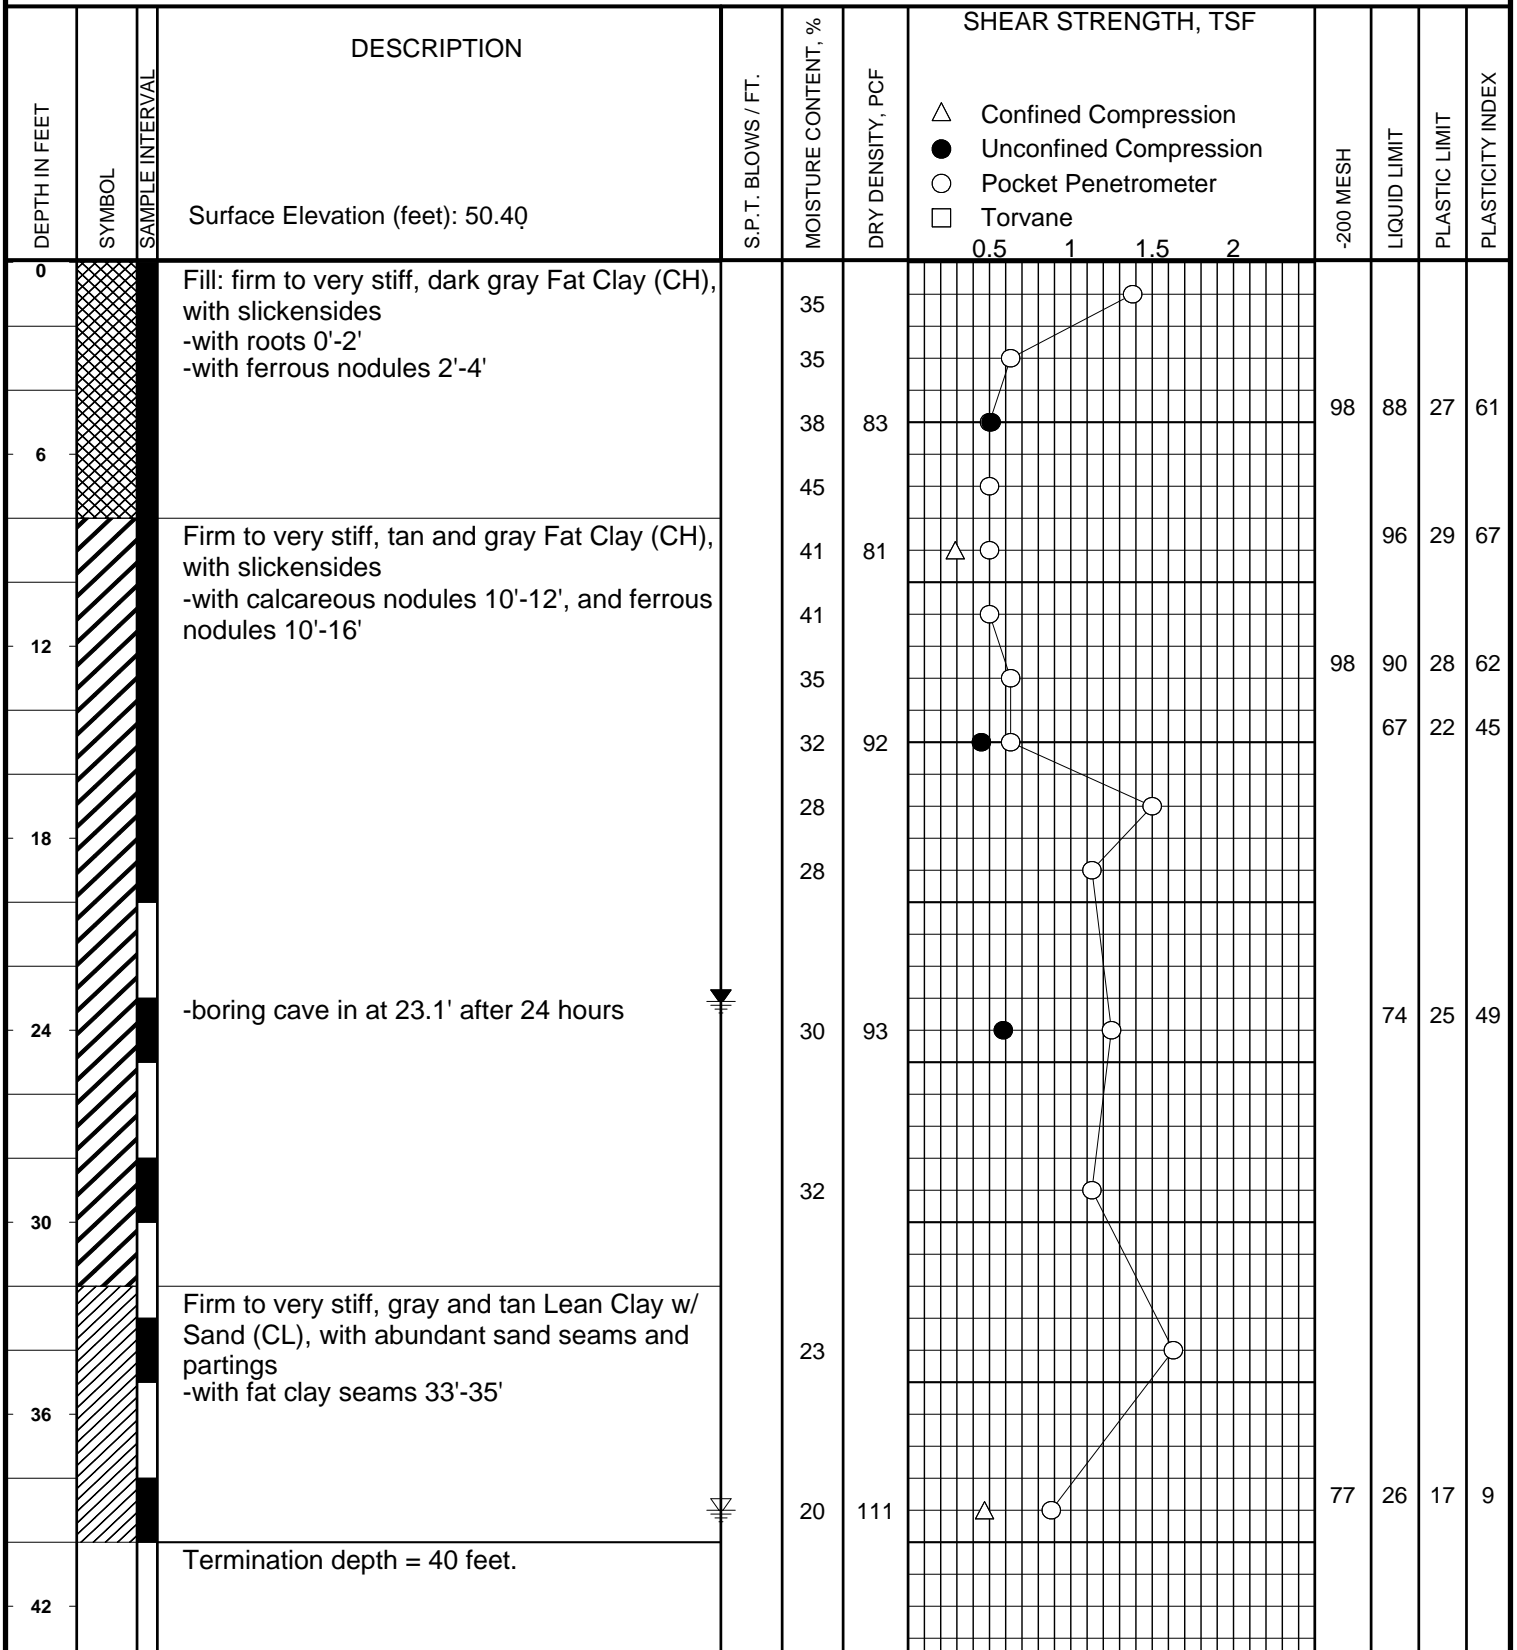 DESCRIPTION
SHEAR STRENGTH, TSF
DEPTH IN FEET
SYMBOL
SAMPLE INTERVAL
Surface Elevation (feet): 50.40
S.P.T. BLOWS / FT.
MOISTURE CONTENT, %
DRY DENSITY, PCF
Confined Compression
Unconfined Compression
Pocket Penetrometer
Torvane
0.5 1 1.5 2
-200 MESH
LIQUID LIMIT
PLASTIC LIMIT
PLASTICITY INDEX
0
Fill: firm to very stiff, dark gray Fat Clay (CH),
with slickensides
35
-with roots 0'-2'
-with ferrous nodules 2'-4'
35
98 88 27 61
38 83
6
45
Firm to very stiff, tan and gray Fat Clay (CH),
96 29 67
with slickensides
41 81
-with calcareous nodules 10'-12', and ferrous
nodules 10'-16'
41
12
98 90 28 62
35
67 22 45
32 92
28
18
28
-boring cave in at 23.1' after 24 hours
74 25 49
24
30 93
32
30
Firm to very stiff, gray and tan Lean Clay w/
Sand (CL), with abundant sand seams and
partings
23
-with fat clay seams 33'-35'
36
77 26 17 9
20 111
Termination depth = 40 feet.
42